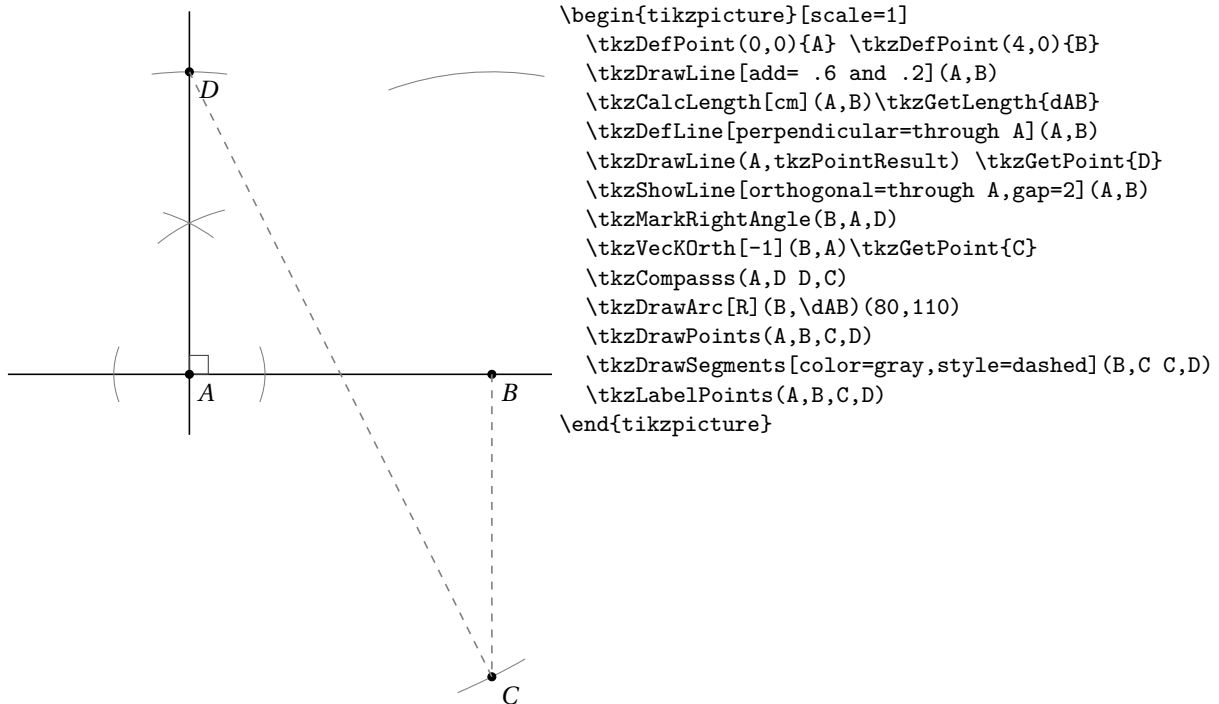 \begin{tikzpicture}[scale=1]
\tkzDefPoint(0,0){A} \tkzDefPoint(4,0){B}
\tkzDrawLine[add= .6 and .2](A,B)
\tkzCalcLength[cm](A,B)\tkzGetLength{dAB}
\tkzDefLine[perpendicular=through A](A,B)
\tkzDrawLine(A,tkzPointResult) \tkzGetPoint{D}
\tkzShowLine[orthogonal=through A,gap=2](A,B)
\tkzMarkRightAngle(B,A,D)
\tkzVecKOrth[-1](B,A)\tkzGetPoint{C}
\tkzCompasss(A,D D,C)
\tkzDrawArc[R](B,\dAB)(80,110)
\tkzDrawPoints(A,B,C,D)
\tkzDrawSegments[color=gray,style=dashed](B,C C,D)
\tkzLabelPoints(A,B,C,D)
\end{tikzpicture}
D
A
B
C